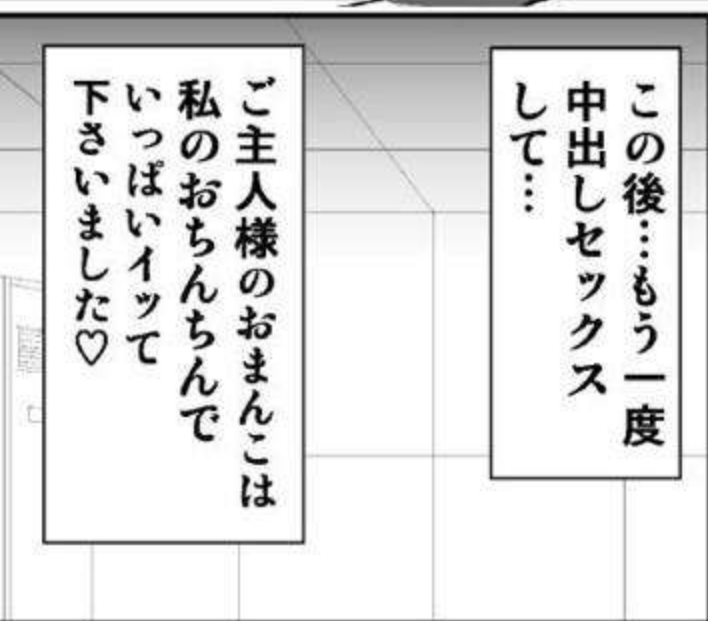 この後…もう一度
中出しセックス
して…
ご主人様のおまんこは
私のおちんちんで
いっぱいイッて
下さいました♡